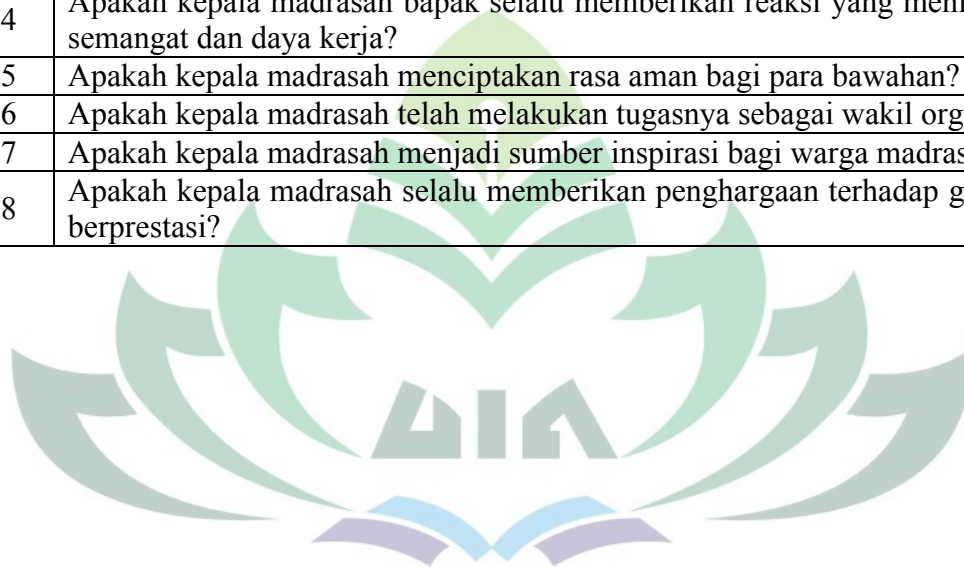 4 Apakah kepala madrasah bapak selalu memberikan reaksi yang
semangat dan daya kerja?
5 Apakah kepala madrasah menciptakan rasa aman bagi para bawahan?
6 Apakah kepala madrasah telah melakukan tugasnya sebagai wakil org
7 Apakah kepala madrasah menjadi sumber inspirasi bagi warga madras
8 Apakah kepala madrasah selalu memberikan penghargaan terhadap g
berprestasi?
UIN